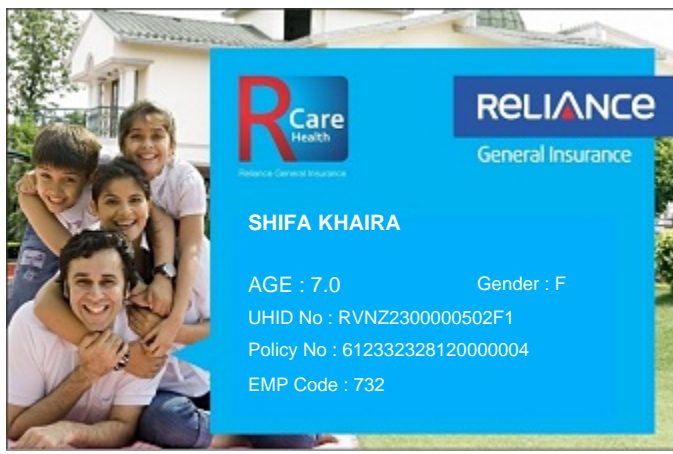 RCare
Health
Reliance General Insurance
RELIANCE
General Insurance
SHIFA KHAIRA
AGE : 7.0 Gender : F
UHID No : RVNZ2300000502F1
Policy No : 612332328120000004
EMP Code : 732